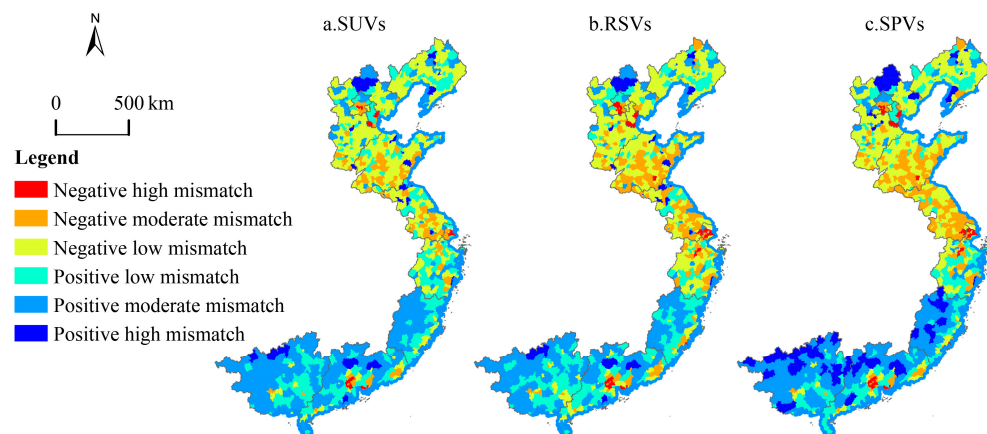 N
a.SUVs
b.RSVs
c.SPVs
0 500 km
Legend
Negative high mismatch
Negative moderate mismatch
Negative low mismatch
Positive low mismatch
Positive moderate mismatch
Positive high mismatch